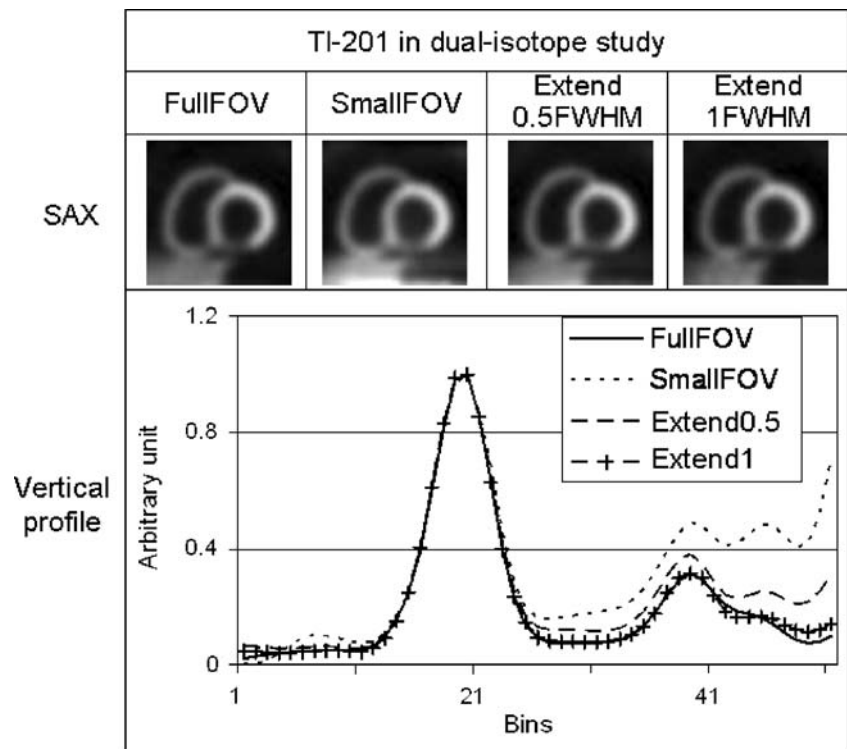 Tl-201 in dual-isotope study
FullFOV
SmallFOV
Extend
0.5FWHM
Extend
1FWHM
SAX
Vertical
profile
Arbitrary unit
1.2
0.8
0.4
0
1
21
41
Bins
FullFOV
SmallFOV
Extend0.5
Extend1